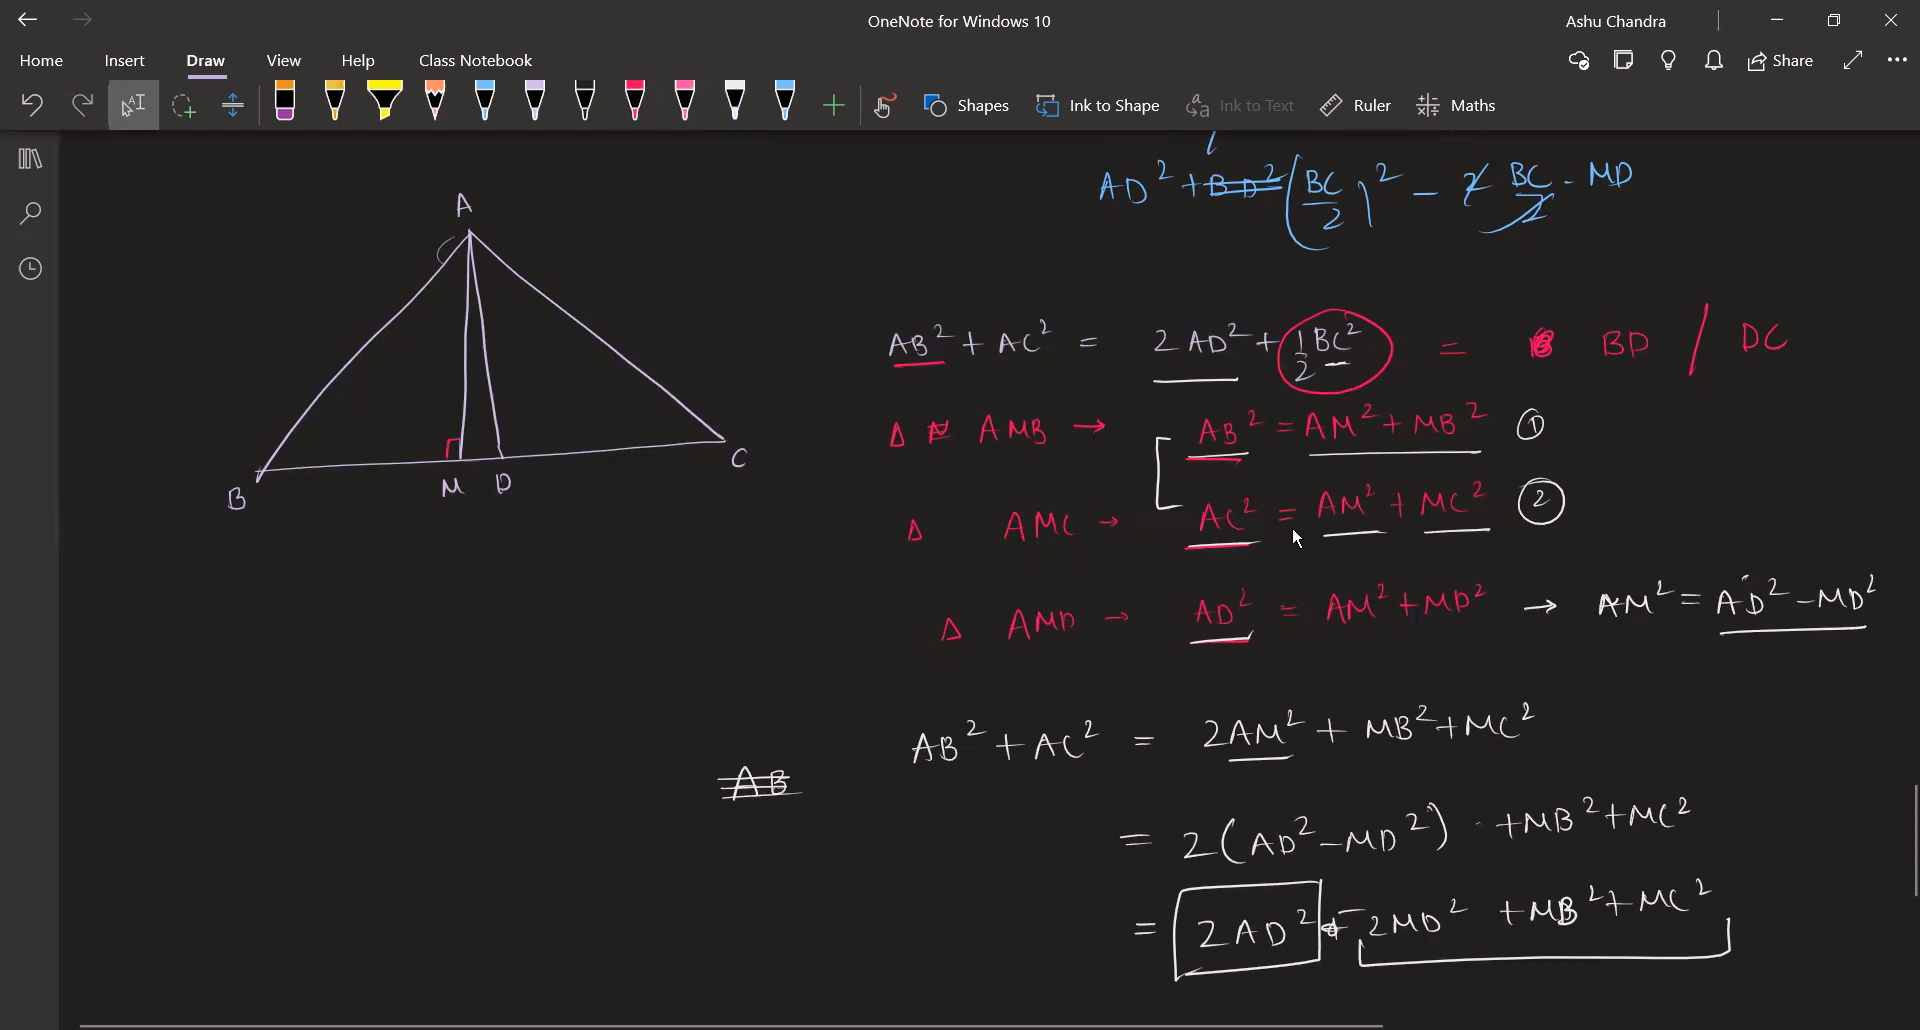 OneNote for Windows 10
Ashu Chandra
Home Insert Draw View Help Class Notebook
Share
Shapes Ink to Shape Ink to Text Ruler Maths
AD² + BD² (BC/2)² - 2 BC/2 - MD
A
B
M D
C
AB² + AC² = 2AD² + 1/2 BC² = BD / DC
Δ AMB → AB² = AM² + MB² ①
Δ AMC → AC² = AM² + MC² ②
Δ AMD → AD² = AM² + MD² → AM² = AD² - MD²
AB² + AC² = 2AM² + MB² + MC²
AB
= 2(AD² - MD²) + MB² + MC²
= 2AD² - 2MD² + MB² + MC²